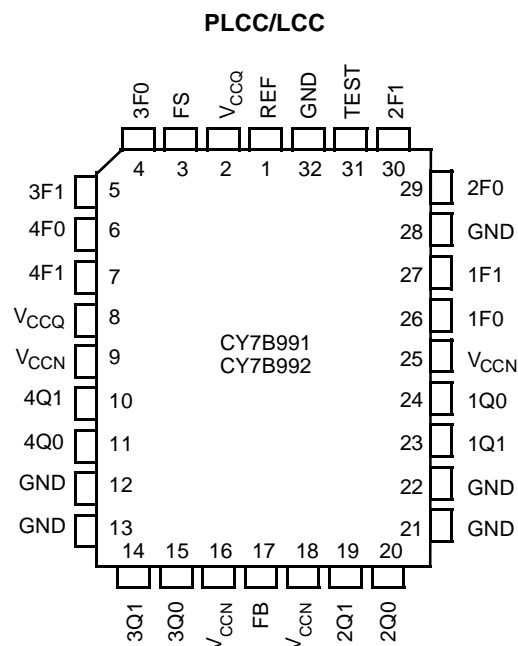 PLCC/LCC
3F0 FS VCCQ REF GND TEST 2F1
4 3 2 1 32 31 30
3F1 5 29 2F0
4F0 6 28 GND
4F1 7 27 1F1
VCCQ 8 26 1F0
VCCN 9 25 VCCN
CY7B991
CY7B992
4Q1 10 24 1Q0
4Q0 11 23 1Q1
GND 12 22 GND
GND 13 21 GND
14 15 16 17 18 19 20
3Q1 3Q0 VCCN FB VCCN 2Q1 2Q0